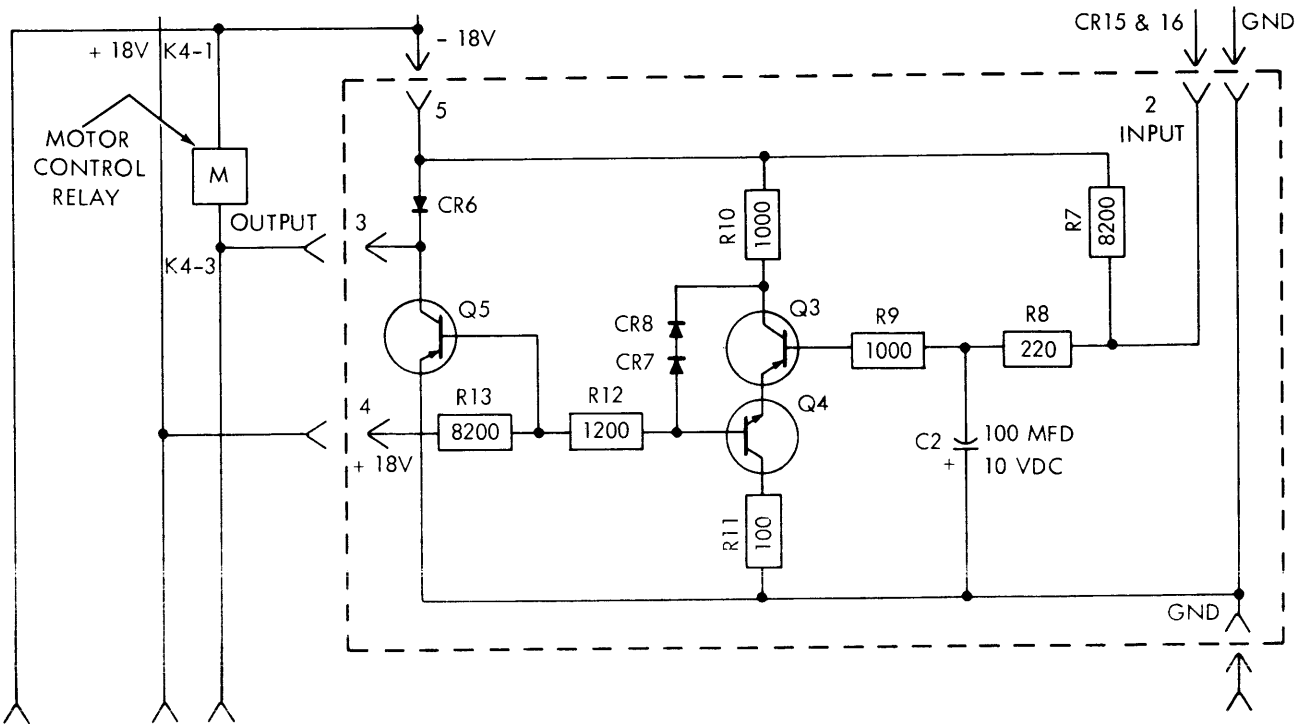 CR15 & 16
GND
+ 18V
K4-1
- 18V
5
2
INPUT
MOTOR
CONTROL
RELAY
M
CR6
OUTPUT
3
R10
1000
R7
8200
K4-3
Q5
CR8
CR7
Q3
R9
1000
R8
220
4
R13
8200
R12
1200
Q4
+ 18V
C2
+
100 MFD
10 VDC
R11
100
GND